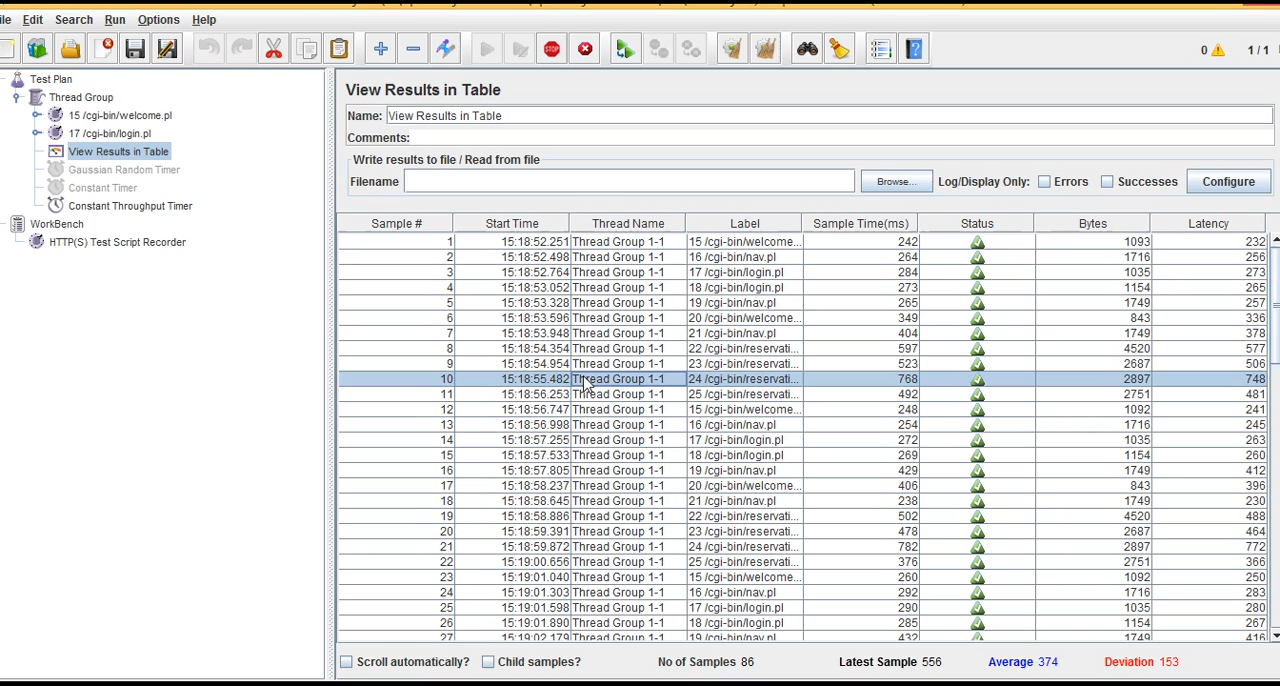 ile Edit Search Run Options Help
0 1/1
Test Plan
Thread Group
15 /cgi-bin/welcome.pl
17 /cgi-bin/login.pl
View Results in Table
Gaussian Random Timer
Constant Timer
Constant Throughput Timer
WorkBench
HTTP(S) Test Script Recorder
View Results in Table
Name: View Results in Table
Comments:
Write results to file / Read from file
Filename Browse... Log/Display Only: Errors Successes Configure
Sample # Start Time Thread Name Label Sample Time(ms) Status Bytes Latency
1 15:18:52.251 Thread Group 1-1 15 /cgi-bin/welcome... 242 1093 232
2 15:18:52.498 Thread Group 1-1 16 /cgi-bin/nav.pl 264 1716 256
3 15:18:52.764 Thread Group 1-1 17 /cgi-bin/login.pl 284 1035 273
4 15:18:53.052 Thread Group 1-1 18 /cgi-bin/login.pl 273 1154 265
5 15:18:53.328 Thread Group 1-1 19 /cgi-bin/nav.pl 265 1749 257
6 15:18:53.596 Thread Group 1-1 20 /cgi-bin/welcome... 349 843 336
7 15:18:53.948 Thread Group 1-1 21 /cgi-bin/nav.pl 404 1749 378
8 15:18:54.354 Thread Group 1-1 22 /cgi-bin/reservati... 597 4520 577
9 15:18:54.954 Thread Group 1-1 23 /cgi-bin/reservati... 523 2687 506
10 15:18:55.482 Thread Group 1-1 24 /cgi-bin/reservati... 768 2897 748
11 15:18:56.253 Thread Group 1-1 25 /cgi-bin/reservati... 492 2751 481
12 15:18:56.747 Thread Group 1-1 15 /cgi-bin/welcome... 248 1092 241
13 15:18:56.998 Thread Group 1-1 16 /cgi-bin/nav.pl 254 1716 245
14 15:18:57.255 Thread Group 1-1 17 /cgi-bin/login.pl 272 1035 263
15 15:18:57.533 Thread Group 1-1 18 /cgi-bin/login.pl 269 1154 260
16 15:18:57.805 Thread Group 1-1 19 /cgi-bin/nav.pl 429 1749 412
17 15:18:58.237 Thread Group 1-1 20 /cgi-bin/welcome... 406 843 396
18 15:18:58.645 Thread Group 1-1 21 /cgi-bin/nav.pl 238 1749 230
19 15:18:58.886 Thread Group 1-1 22 /cgi-bin/reservati... 502 4520 488
20 15:18:59.391 Thread Group 1-1 23 /cgi-bin/reservati... 478 2687 464
21 15:18:59.872 Thread Group 1-1 24 /cgi-bin/reservati... 782 2897 772
22 15:19:00.656 Thread Group 1-1 25 /cgi-bin/reservati... 376 2751 366
23 15:19:01.040 Thread Group 1-1 15 /cgi-bin/welcome... 260 1092 250
24 15:19:01.303 Thread Group 1-1 16 /cgi-bin/nav.pl 292 1716 283
25 15:19:01.598 Thread Group 1-1 17 /cgi-bin/login.pl 290 1035 280
26 15:19:01.890 Thread Group 1-1 18 /cgi-bin/login.pl 285 1154 267
27 15:19:02.179 Thread Group 1-1 19 /cgi-bin/nav.pl 432 1749 416
Scroll automatically? Child samples? No of Samples 86 Latest Sample 556 Average 374 Deviation 153